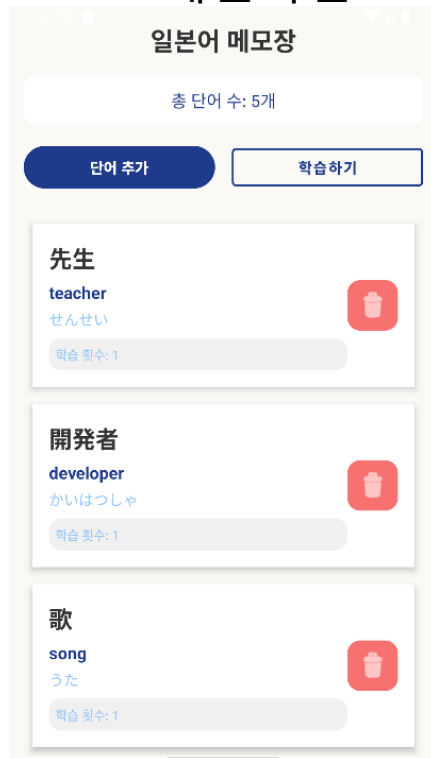 일본어 메모장
총 단어 수: 5개
단어 추가
학습하기
先生
teacher
せんせい
학습 횟수: 1
開発者
developer
かいはつしゃ
학습 횟수: 1
歌
song
うた
학습 횟수: 1